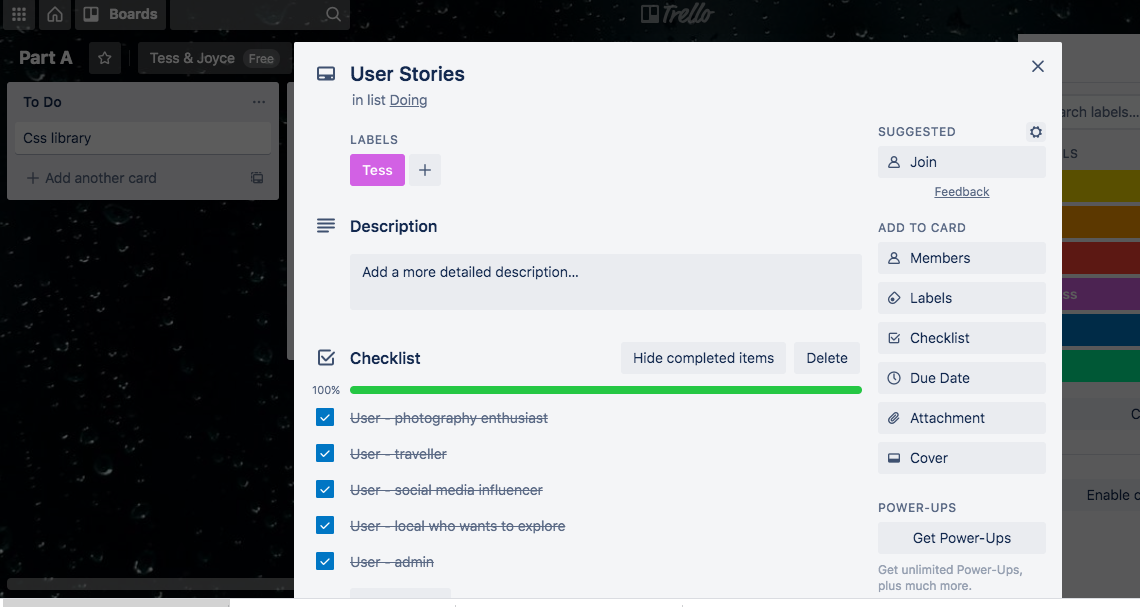 Boards
Trello
Part A
Tess & Joyce Free
To Do
Css library
Add another card
User Stories
in list Doing
LABELS
Tess
Description
Add a more detailed description...
Checklist
Hide completed items
Delete
100%
User - photography enthusiast
User - traveller
User - social media influencer
User - local who wants to explore
User - admin
SUGGESTED
Join
Feedback
ADD TO CARD
Members
Labels
Checklist
Due Date
Attachment
Cover
POWER-UPS
Get Power-Ups
Get unlimited Power-Ups,
plus much more.
labels...
Enable